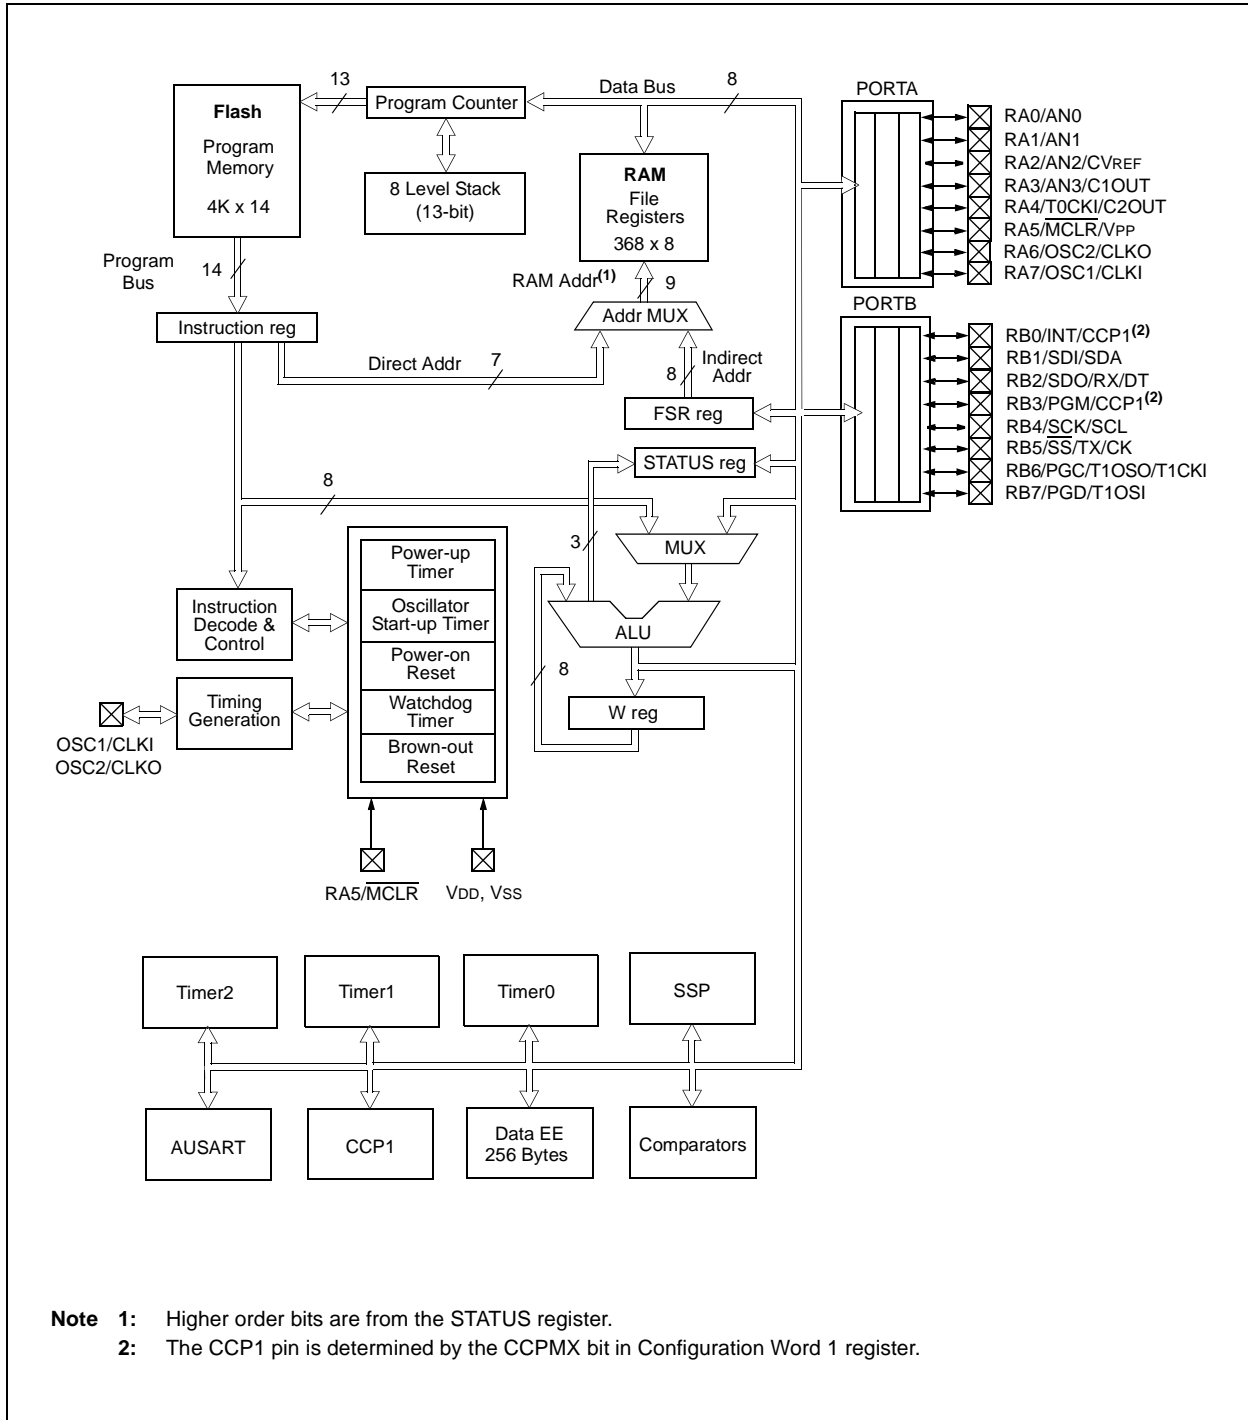 13
Data Bus
8
PORTA
Flash
Program
Memory
4K x 14
Program Counter
8 Level Stack
(13-bit)
RAM
File
Registers
368 x 8
RA0/AN0
RA1/AN1
RA2/AN2/CVREF
RA3/AN3/C1OUT
RA4/T0CKI/C2OUT
RA5/MCLR/VPP
RA6/OSC2/CLKO
RA7/OSC1/CLKI
Program
Bus
14
RAM Addr(1)
9
PORTB
Instruction reg
Addr MUX
Direct Addr
7
8
Indirect
Addr
FSR reg
STATUS reg
RB0/INT/CCP1(2)
RB1/SDI/SDA
RB2/SDO/RX/DT
RB3/PGM/CCP1(2)
RB4/SCK/SCL
RB5/SS/TX/CK
RB6/PGC/T1OSO/T1CKI
RB7/PGD/T1OSI
8
3
MUX
Power-up
Timer
Oscillator
Start-up Timer
Power-on
Reset
Watchdog
Timer
Brown-out
Reset
Instruction
Decode &
Control
ALU
8
W reg
Timing
Generation
OSC1/CLKI
OSC2/CLKO
RA5/MCLR
VDD, VSS
Timer2
Timer1
Timer0
SSP
AUSART
CCP1
Data EE
256 Bytes
Comparators
Note 1: Higher order bits are from the STATUS register.
2: The CCP1 pin is determined by the CCPMX bit in Configuration Word 1 register.